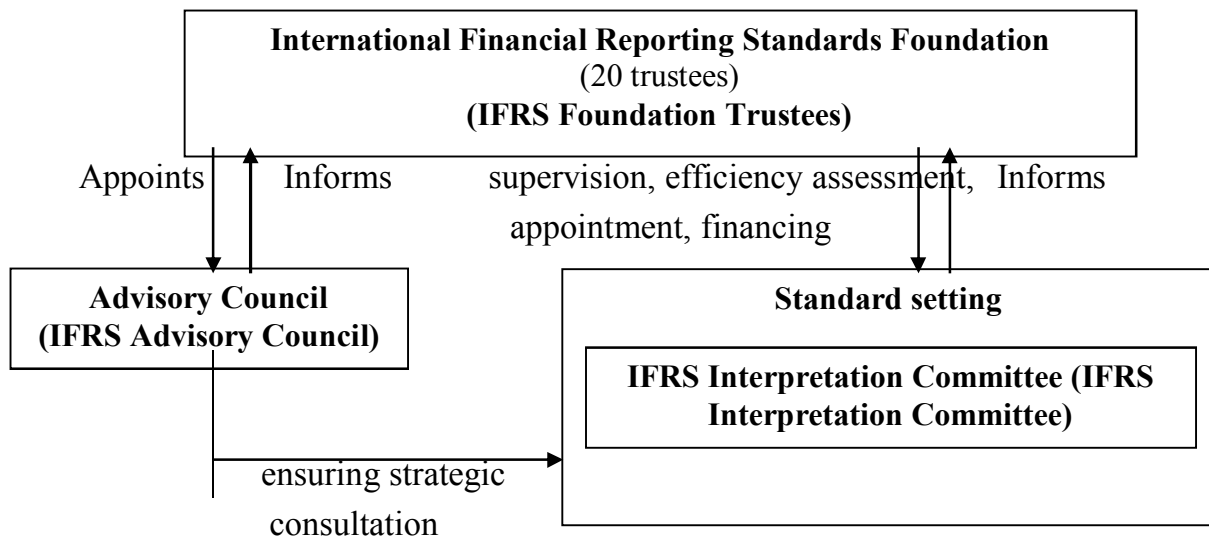 International Financial Reporting Standards Foundation
(20 trustees)
(IFRS Foundation Trustees)
Appoints
Informs
supervision, efficiency assessment,
appointment, financing
Informs
Advisory Council
(IFRS Advisory Council)
Standard setting
IFRS Interpretation Committee (IFRS
Interpretation Committee)
ensuring strategic
consultation